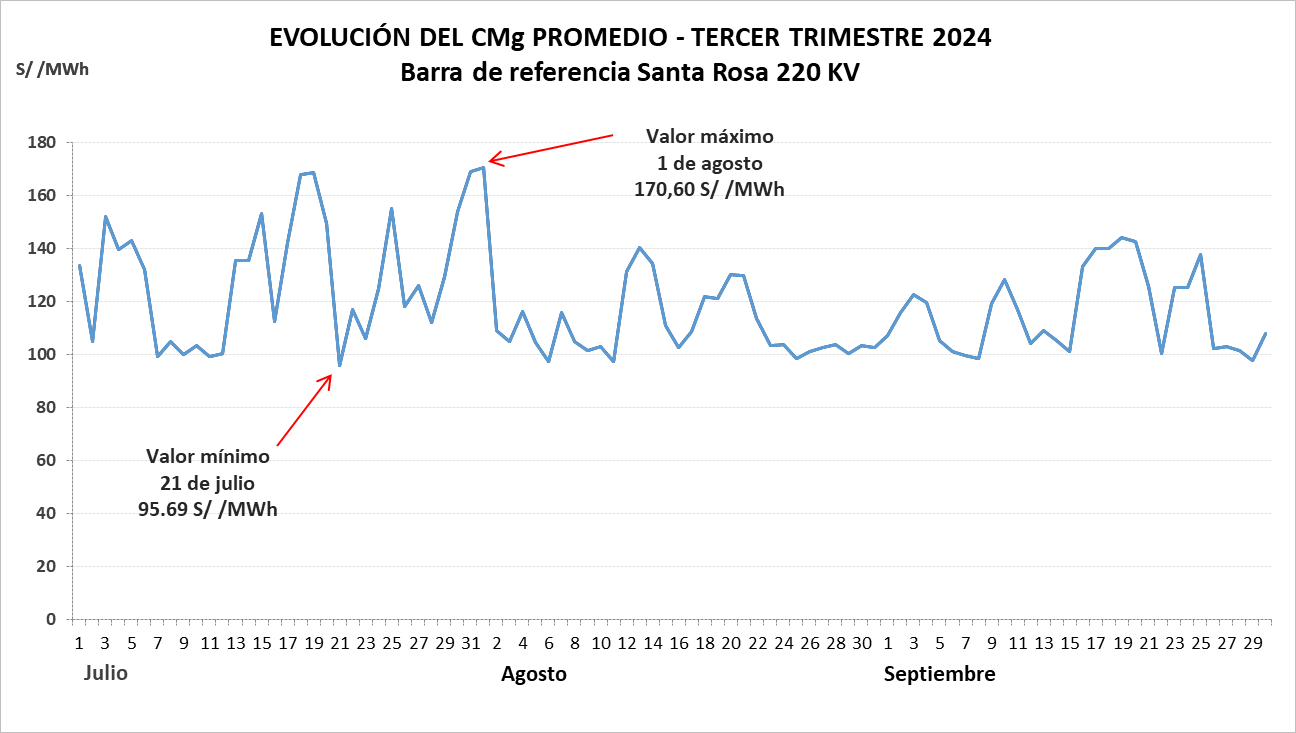 EVOLUCIÓN DEL CMg PROMEDIO - TERCER TRIMESTRE 2024
Barra de referencia Santa Rosa 220 KV
S/ /MWh
Valor máximo
1 de agosto
170,60 S/ /MWh
180
160
140
120
100
80
60
40
20
0
Valor mínimo
21 de julio
95.69 S/ /MWh
1 3 5 7 9 11 13 15 17 19 21 23 25 27 29 31 2 4 6 8 10 12 14 16 18 20 22 24 26 28 30 1 3 5 7 9 11 13 15 17 19 21 23 25 27 29
Julio Agosto Septiembre